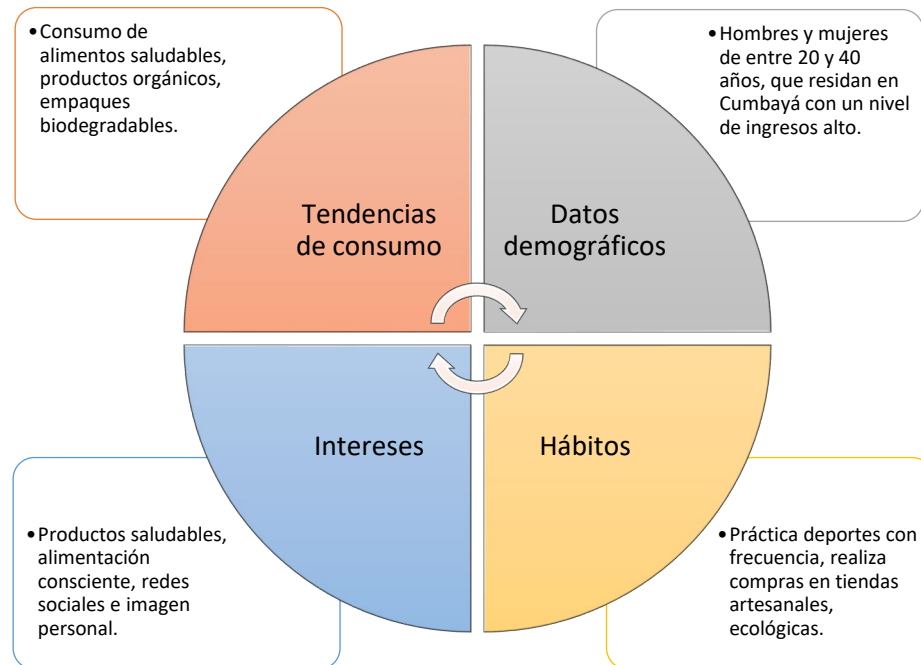 •Consumo de
alimentos saludables,
productos orgánicos,
empaques
biodegradables.
•Hombres y mujeres
de entre 20 y 40
años, que residan en
Cumbayá con un nivel
de ingresos alto.
Tendencias
de consumo
Datos
demográficos
Intereses
Hábitos
•Productos saludables,
alimentación
consciente, redes
sociales e imagen
personal.
•Práctica deportes con
frecuencia, realiza
compras en tiendas
artesanales,
ecológicas.